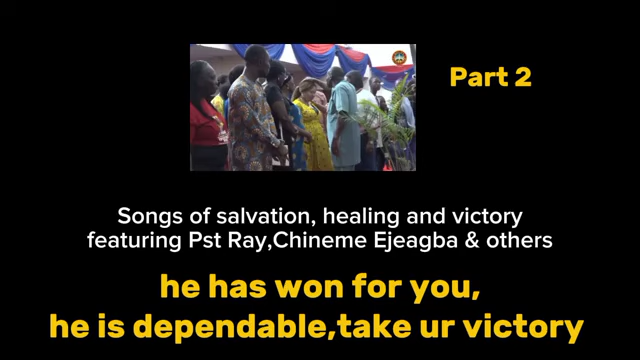 Part 2
Songs of salvation, healing and victory
featuring Pst Ray,Chineme Ejeagba & others
he has won for you,
he is dependable,take ur victory